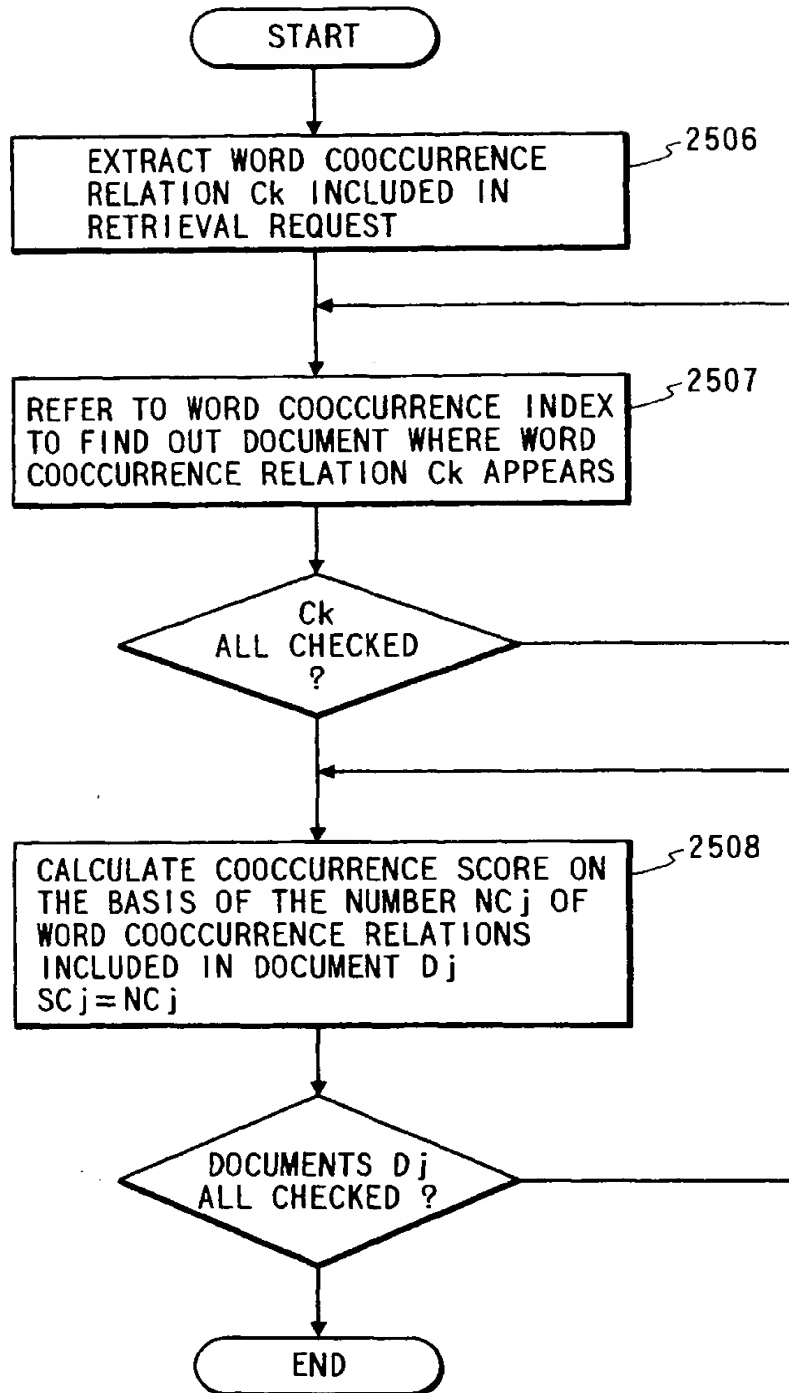 START
2506
EXTRACT WORD COOCCURRENCE
RELATION Ck INCLUDED IN
RETRIEVAL REQUEST
2507
REFER TO WORD COOCCURRENCE INDEX
TO FIND OUT DOCUMENT WHERE WORD
COOCCURRENCE RELATION Ck APPEARS
Ck
ALL CHECKED
?
2508
CALCULATE COOCCURRENCE SCORE ON
THE BASIS OF THE NUMBER NCj OF
WORD COOCCURRENCE RELATIONS
INCLUDED IN DOCUMENT Dj
SCj=NCj
DOCUMENTS Dj
ALL CHECKED ?
END